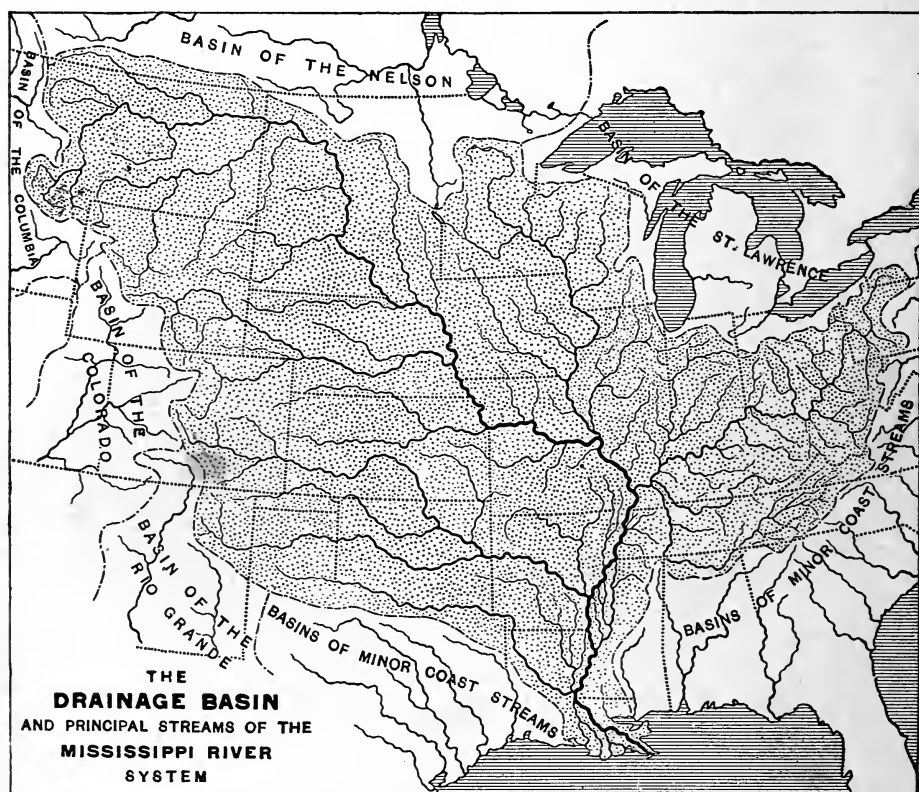 BASIN OF THE NELSON
BASIN OF THE COLUMBIA
BASIN OF THE ST. LAWRENCE
BASIN OF THE COLORADO
BASIN OF THE RIO GRANDE
BASINS OF MINOR COAST STREAMS
BASINS OF MINOR COAST STREAMS
THE
DRAINAGE BASIN
AND PRINCIPAL STREAMS OF THE
MISSISSIPPI RIVER
SYSTEM